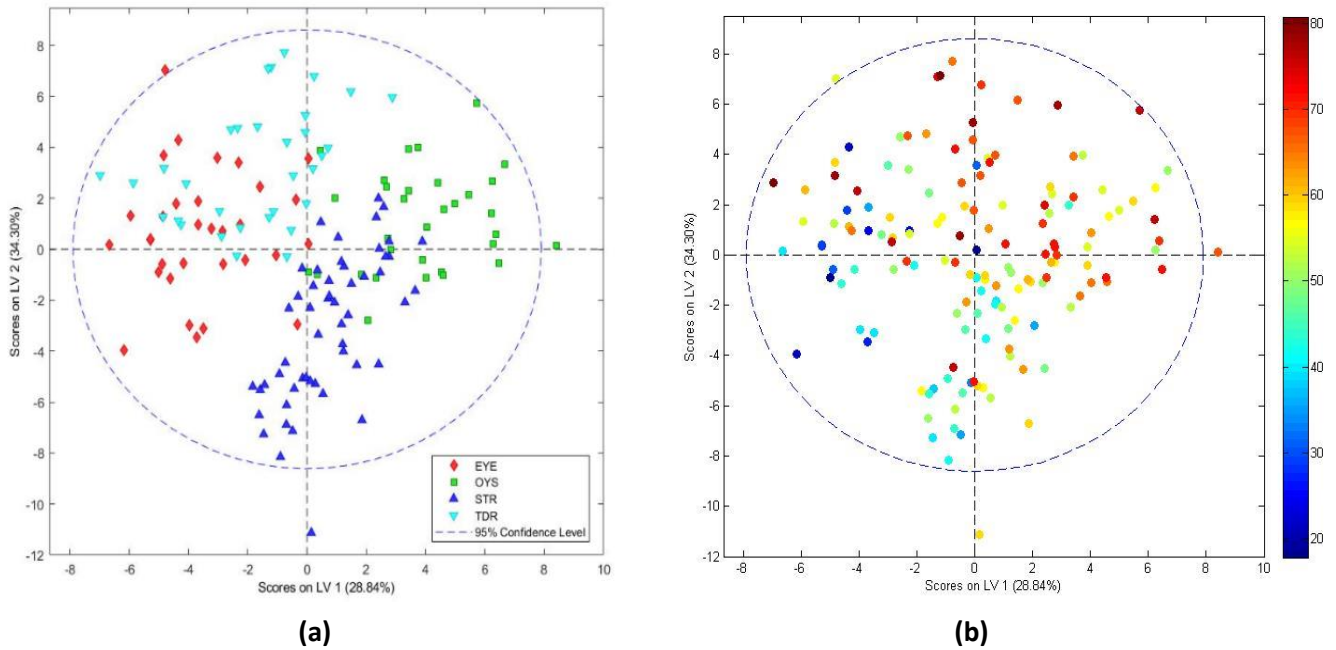 8
6
4
2
0
-2
-4
-6
-8
-10
-12
Scores on LV 2 (34.30%)
-8 -6 -4 -2 0 2 4 6 8 10
Scores on LV 1 (28.84%)
EYE
OYS
STR
TDR
95% Confidence Level
(a)
8
6
4
2
0
-2
-4
-6
-8
-10
-12
Scores on LV 2 (34.30%)
-8 -6 -4 -2 0 2 4 6 8 10
Scores on LV 1 (28.84%)
80
70
60
50
40
30
20
(b)